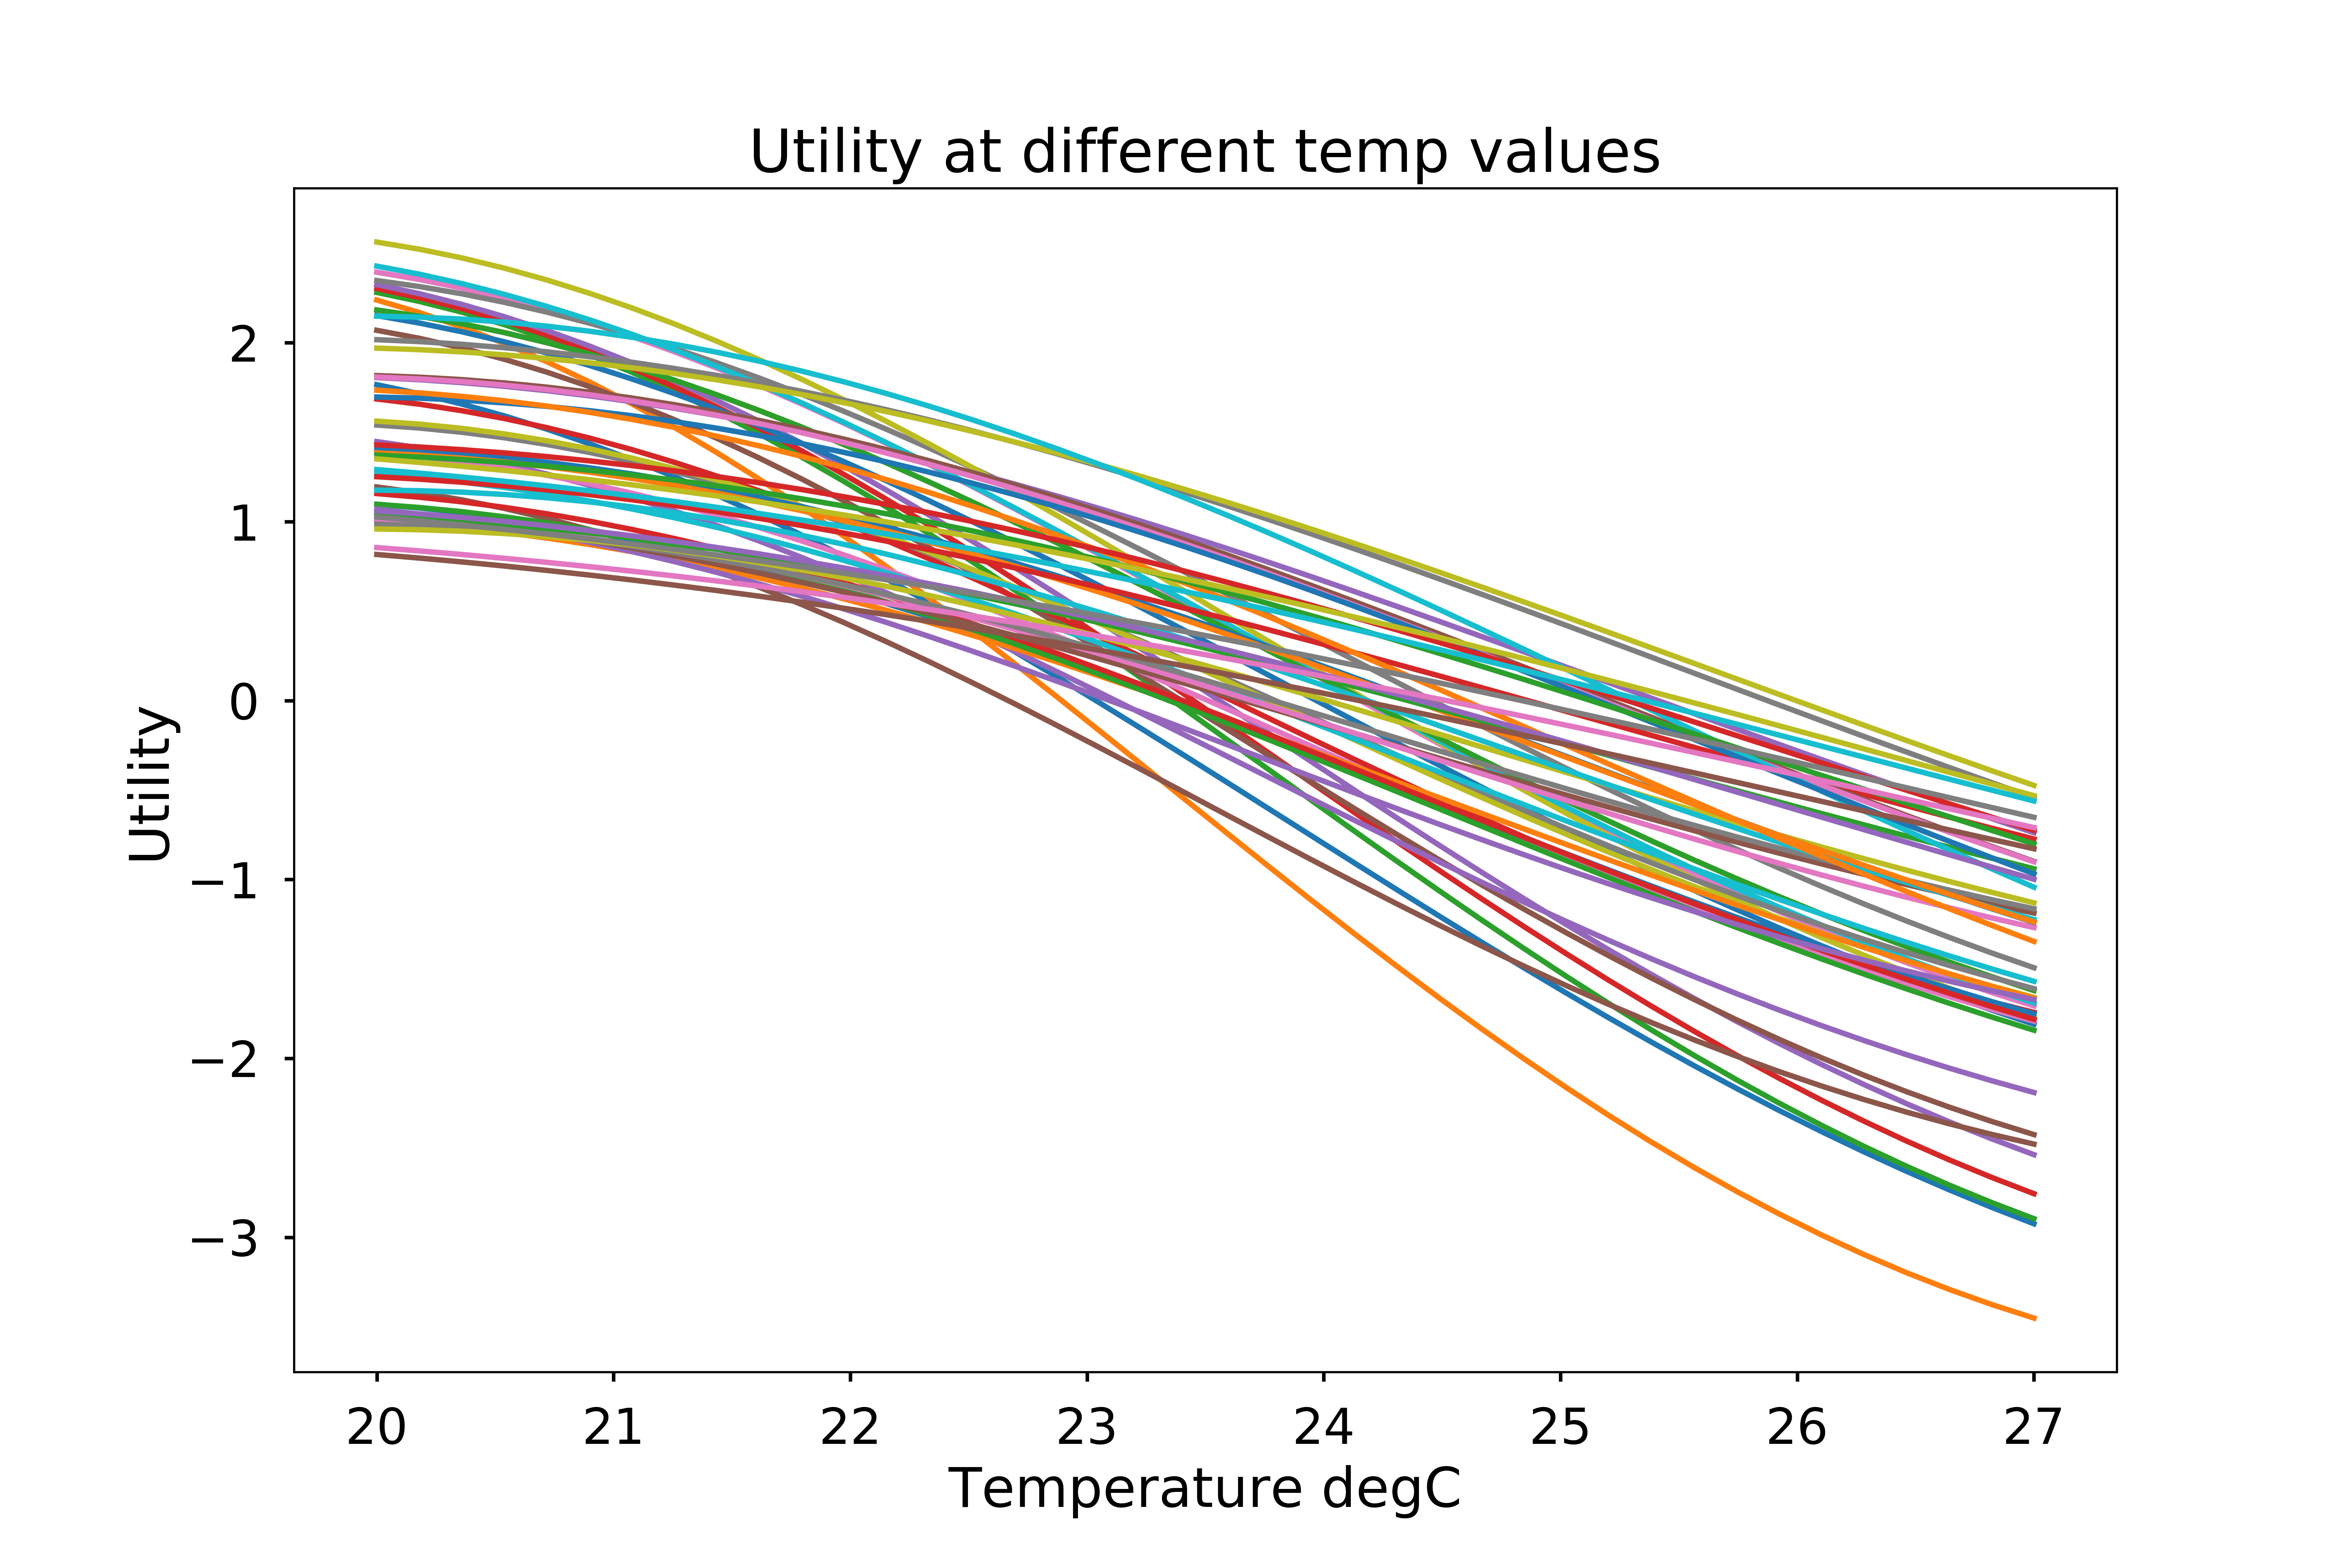 Utility at different temp values
Utility
2
1
0
−1
−2
−3
20 21 22 23 24 25 26 27
Temperature degC